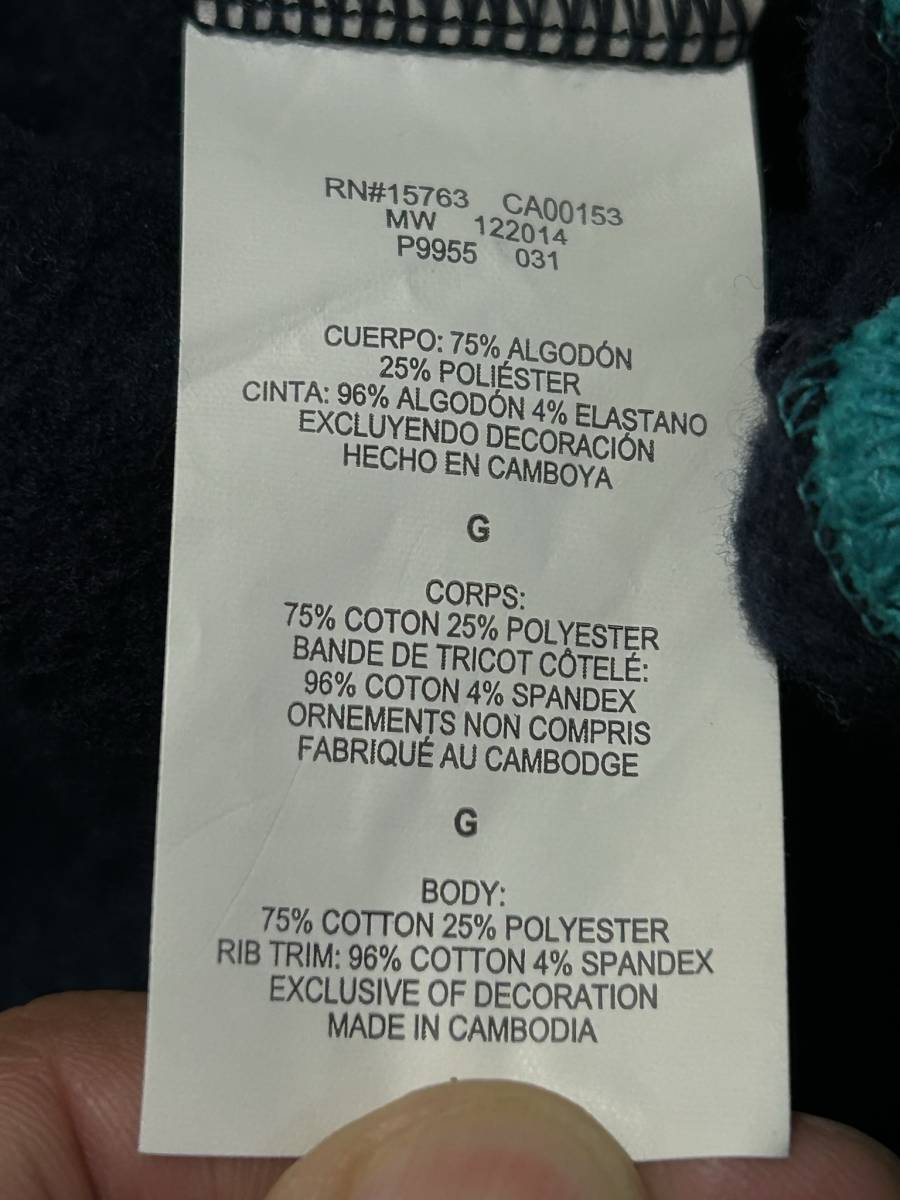 RN#15763 CA00153
MW 122014
P9955 031
CUERPO: 75% ALGODÓN
25% POLIÉSTER
CINTA: 96% ALGODÓN 4% ELASTANO
EXCLUYENDO DECORACIÓN
HECHO EN CAMBOYA
G
CORPS:
75% COTON 25% POLYESTER
BANDE DE TRICOT CÔTELÉ:
96% COTON 4% SPANDEX
ORNEMENTS NON COMPRIS
FABRIQUÉ AU CAMBODGE
G
BODY:
75% COTTON 25% POLYESTER
RIB TRIM: 96% COTTON 4% SPANDEX
EXCLUSIVE OF DECORATION
MADE IN CAMBODIA